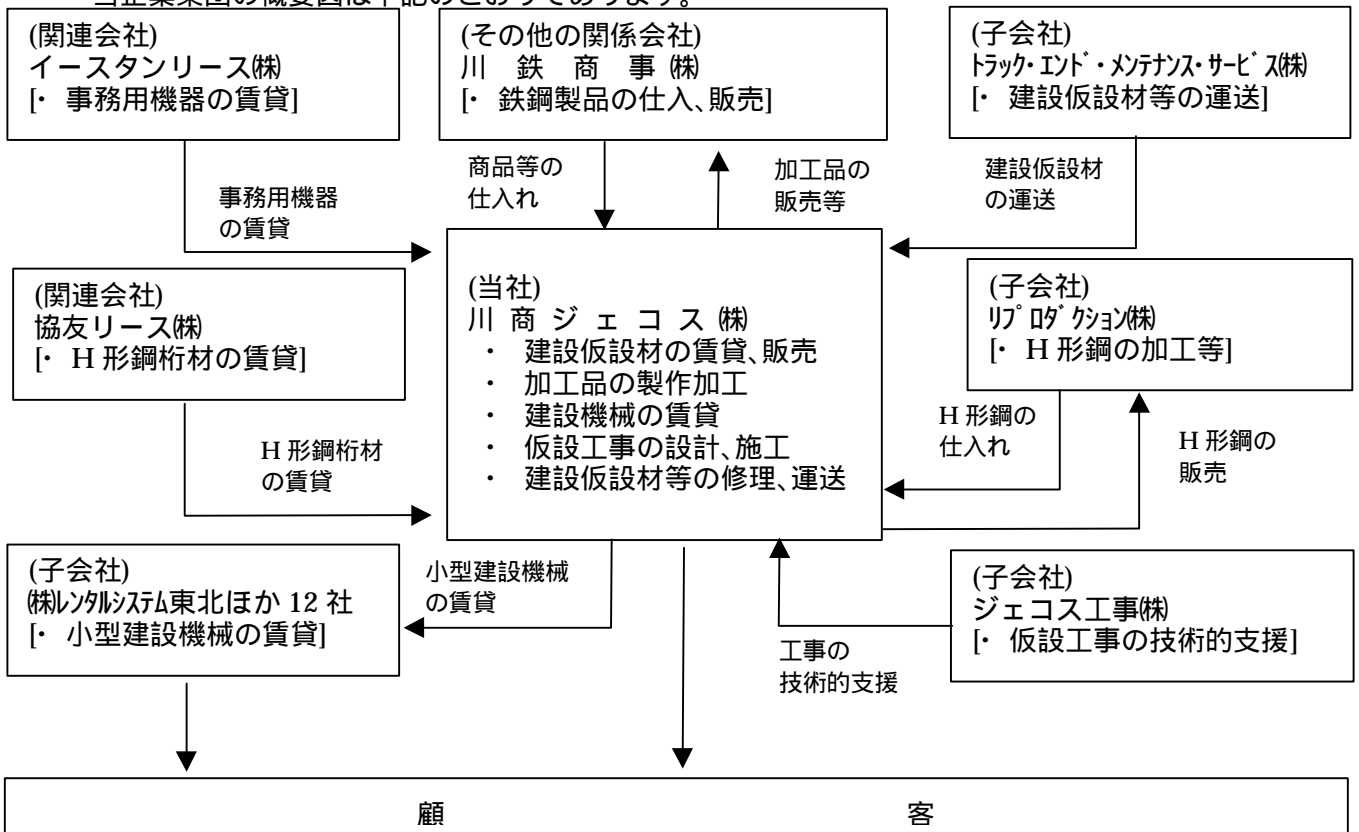 当企業集団の概要図は下記のとおりであります。
(関連会社)
イースタンリース㈱
[・ 事務用機器の賃貸]
(その他の関係会社)
川 鉄 商 事 ㈱
[・ 鉄鋼製品の仕入、販売]
(子会社)
ﾄﾗｯｸ・ｴﾝﾄﾞ・ﾒﾝﾃﾅﾝｽ・ｻｰﾋﾞｽ㈱
[・ 建設仮設材等の運送]
事務用機器
の賃貸
商品等の
仕入れ
加工品の
販売等
建設仮設材
の運送
(関連会社)
協友リース㈱
[・ H 形鋼桁材の賃貸]
(当社)
川 商 ジ ェ コ ス ㈱
・ 建設仮設材の賃貸、販売
・ 加工品の製作加工
・ 建設機械の賃貸
・ 仮設工事の設計、施工
・ 建設仮設材等の修理、運送
(子会社)
ﾘﾌﾟﾛﾀﾞｸｼｮﾝ㈱
[・ H 形鋼の加工等]
H 形鋼桁材
の賃貸
H 形鋼の
仕入れ
H 形鋼の
販売
(子会社)
㈱ﾚﾝﾀﾙｼｽﾃﾑ東北ほか 12 社
[・ 小型建設機械の賃貸]
小型建設機械
の賃貸
工事の
技術的支援
(子会社)
ジェコス工事㈱
[・ 仮設工事の技術的支援]
顧 客